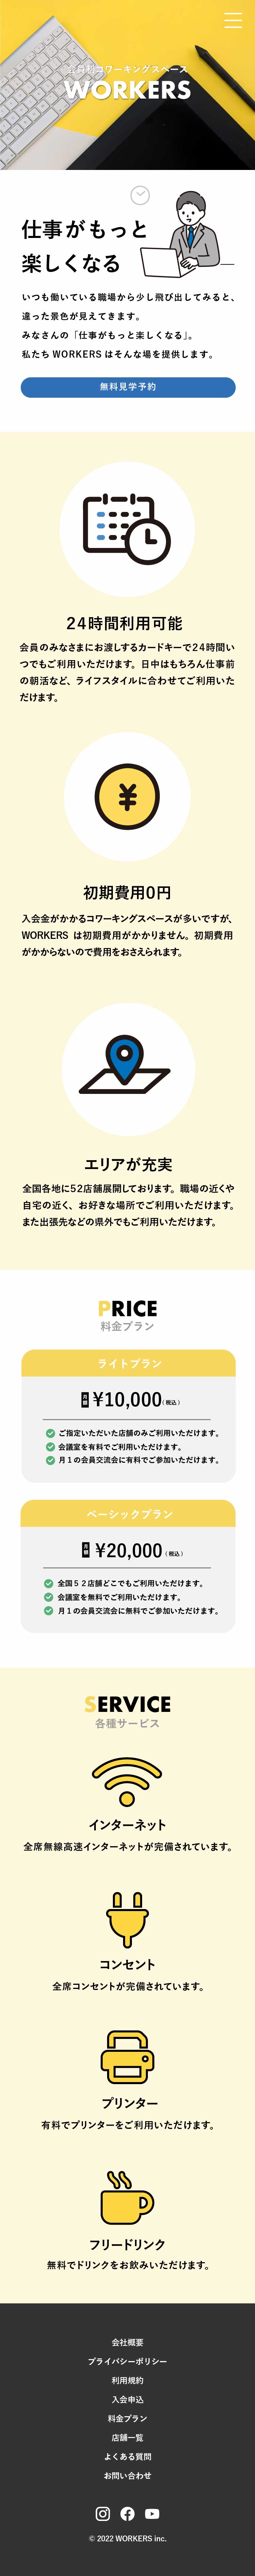 会員制コワーキングスペース
WORKERS
仕事がもっと
楽しくなる
いつも働いている職場から少し飛び出してみると、
違った景色が見えてきます。
みなさんの「仕事がもっと楽しくなる」。
私たち WORKERS はそんな場を提供します。
無料見学予約
24時間利用可能
会員のみなさまにお渡しするカードキーで24時間い
つでもご利用いただけます。日中はもちろん仕事前
の朝活など、ライフスタイルに合わせてご利用いた
だけます。
¥
初期費用0円
入会金がかかるコワーキングスペースが多いですが、
WORKERS は初期費用がかかりません。初期費用
がかからないので費用をおさえられます。
エリアが充実
全国各地に52店舗展開しております。職場の近くや
自宅の近く、お好きな場所でご利用いただけます。
また出張先などの県外でもご利用いただけます。
PRICE
料金プラン
ライトプラン
月額 ¥10,000(税込)
ご指定いただいた店舗のみご利用いただけます。
会議室を有料でご利用いただけます。
月１の会員交流会に有料でご参加いただけます。
ベーシックプラン
月額 ¥20,000(税込)
全国５２店舗どこでもご利用いただけます。
会議室を無料でご利用いただけます。
月１の会員交流会に無料でご参加いただけます。
SERVICE
各種サービス
インターネット
全席無線高速インターネットが完備されています。
コンセント
全席コンセントが完備されています。
プリンター
有料でプリンターをご利用いただけます。
フリードリンク
無料でドリンクをお飲みいただけます。
会社概要
プライバシーポリシー
利用規約
入会申込
料金プラン
店舗一覧
よくある質問
お問い合わせ
© 2022 WORKERS inc.